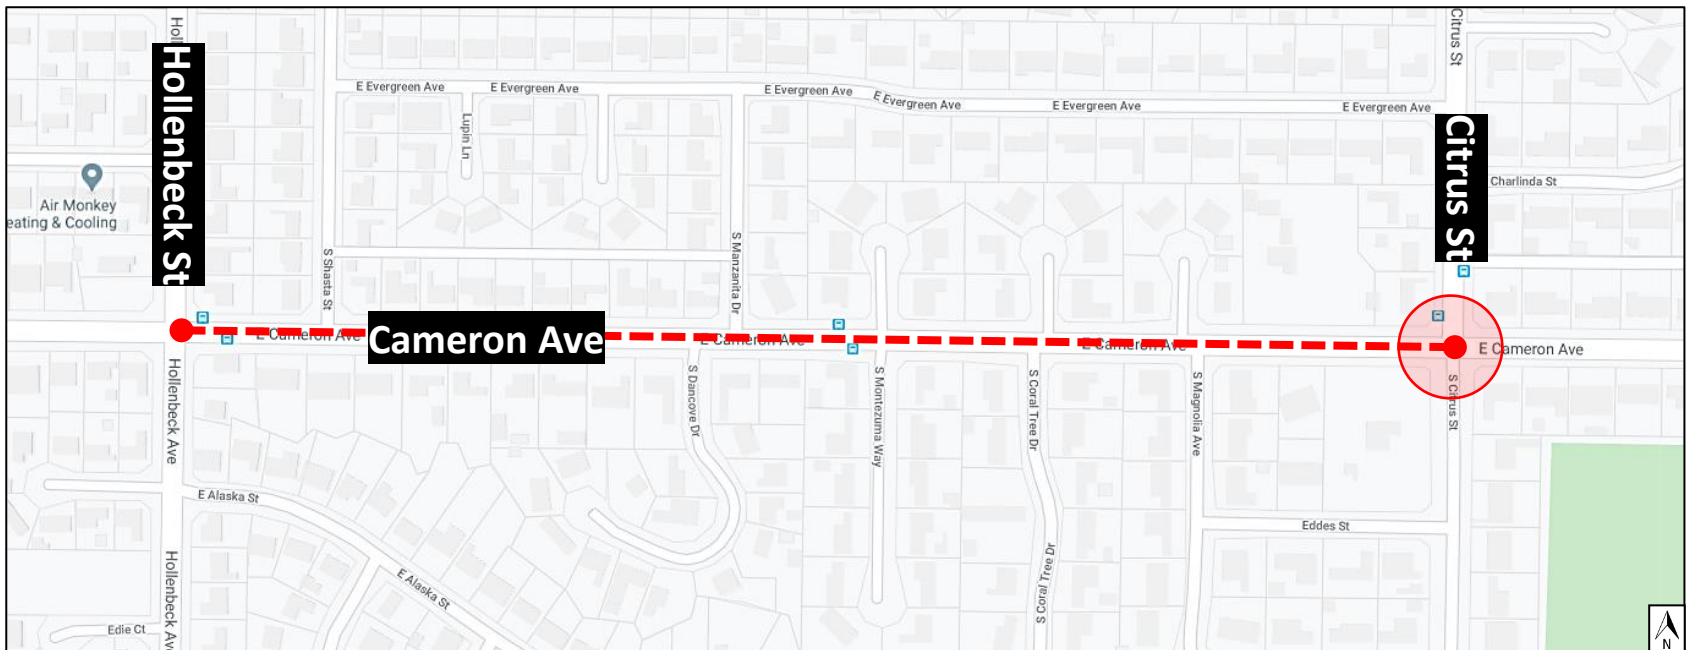 Holl
Hollenbeck St
Citrus St
Citrus St
E Evergreen Ave
E Evergreen Ave
E Evergreen Ave
E Evergreen Ave
E Evergreen Ave
E Evergreen Ave
Lupin Ln
Charlinda St
Air Monkey
eating & Cooling
S Shasta St
S Manzanita Dr
E Cameron Ave
Cameron Ave
E Cameron Ave
E Cameron Ave
E Cameron Ave
Hollenbeck Ave
S Dancove Dr
S Montezuma Way
S Coral Tree Dr
S Magnolia Ave
S Citrus St
E Alaska St
Eddes St
Hollenbeck Av
E Alaska St
S Coral Tree Dr
Edie Ct
N